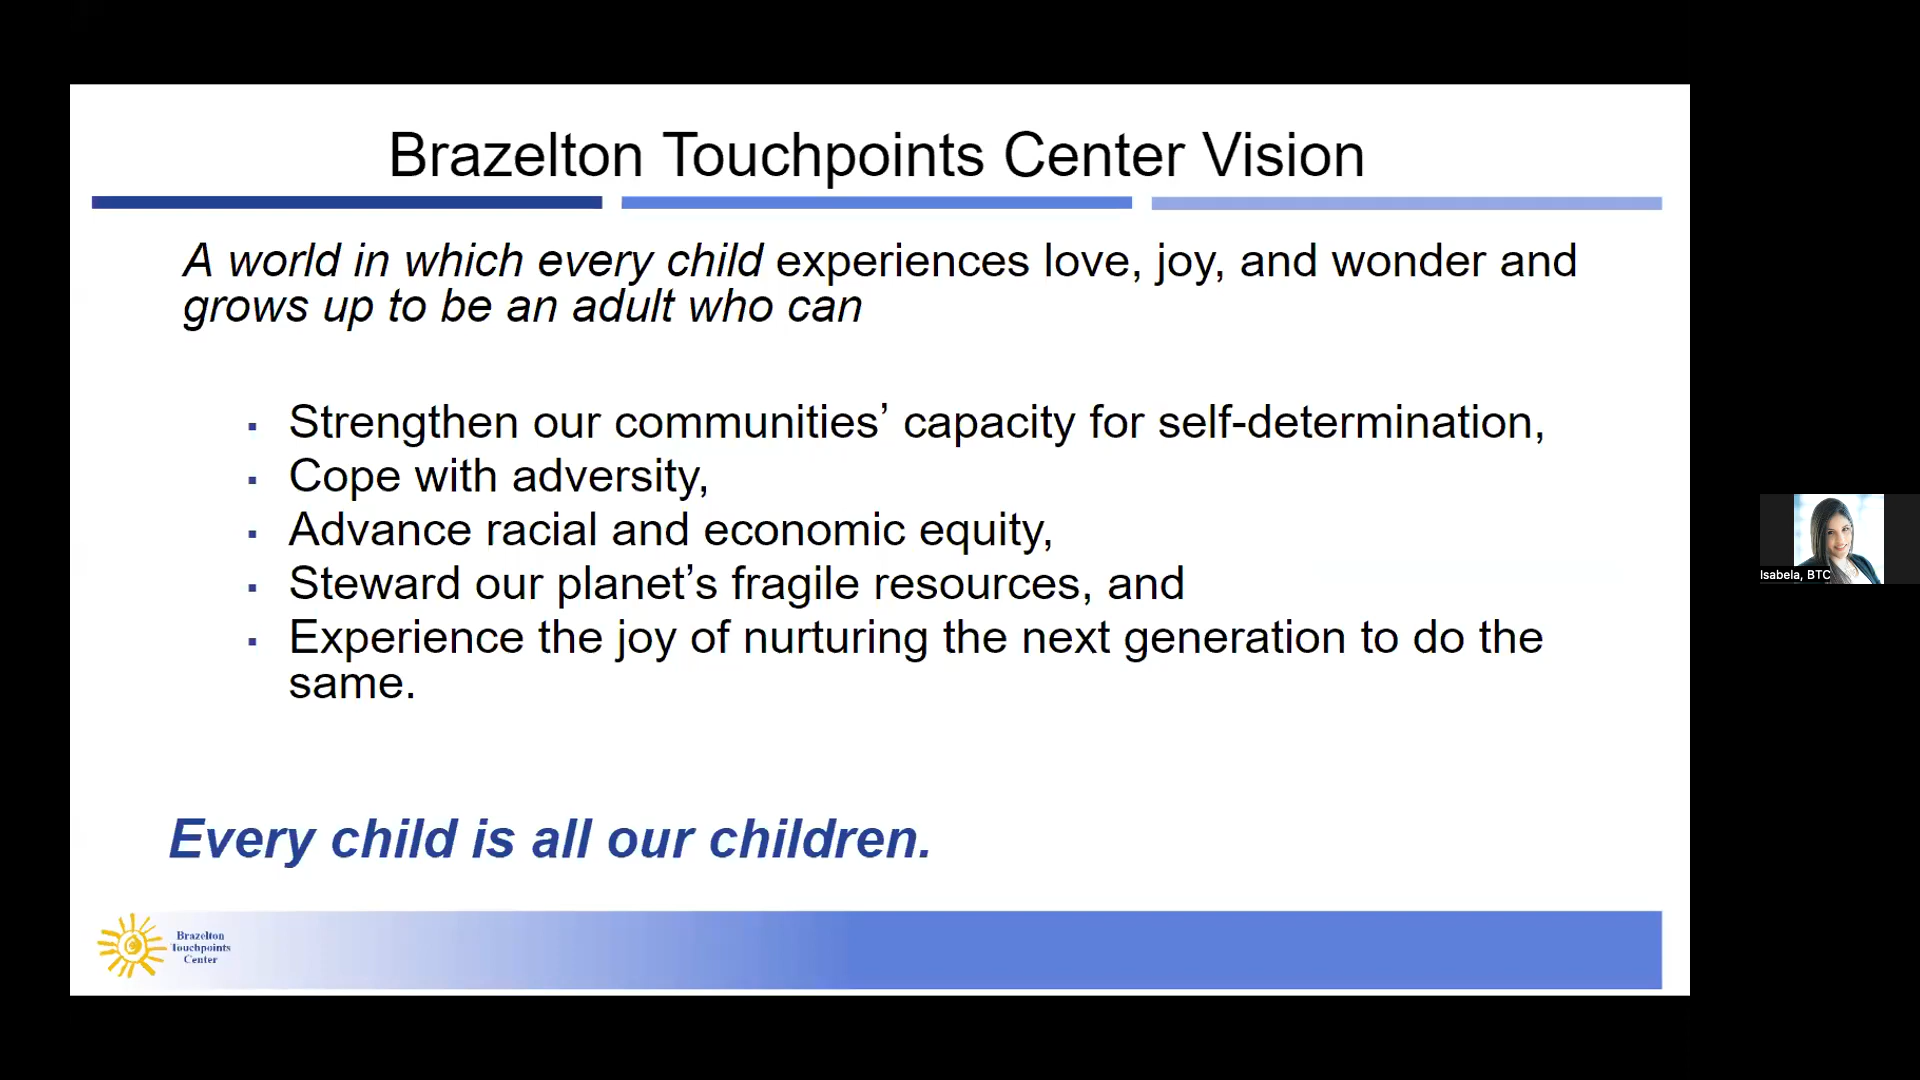 Brazelton Touchpoints Center Vision
A world in which every child experiences love, joy, and wonder and
grows up to be an adult who can
▪ Strengthen our communities’ capacity for self-determination,
▪ Cope with adversity,
▪ Advance racial and economic equity,
▪ Steward our planet’s fragile resources, and
▪ Experience the joy of nurturing the next generation to do the
same.
Every child is all our children.
Brazelton
Touchpoints
Center
Isabela, BTC